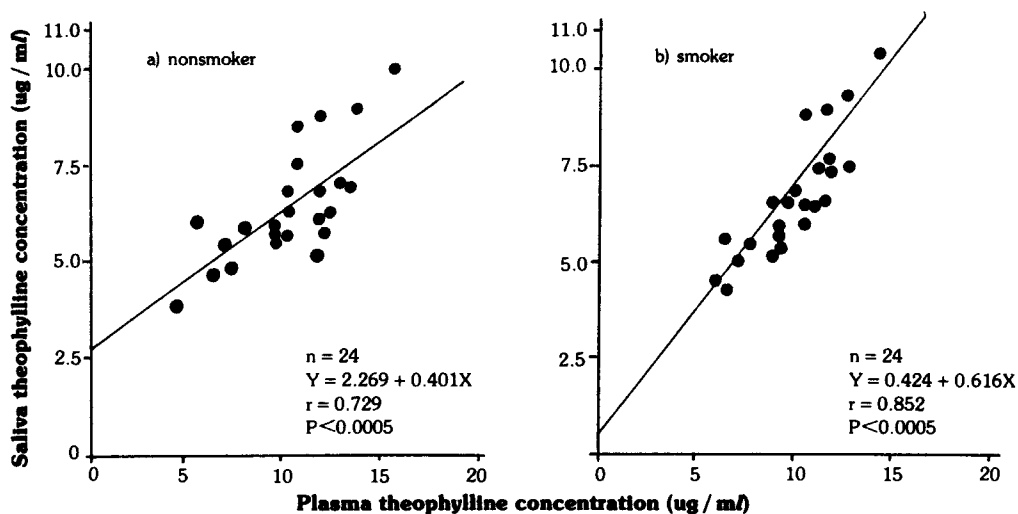 Saliva theophylline concentration (ug / ml)
11.0
10.0
7.5
5.0
2.5
0
a) nonsmoker
n = 24
Y = 2.269 + 0.401X
r = 0.729
P<0.0005
0 5 10 15 20
11.0
10.0
7.5
5.0
2.5
b) smoker
n = 24
Y = 0.424 + 0.616X
r = 0.852
P<0.0005
0 5 10 15 20
Plasma theophylline concentration (ug / ml)